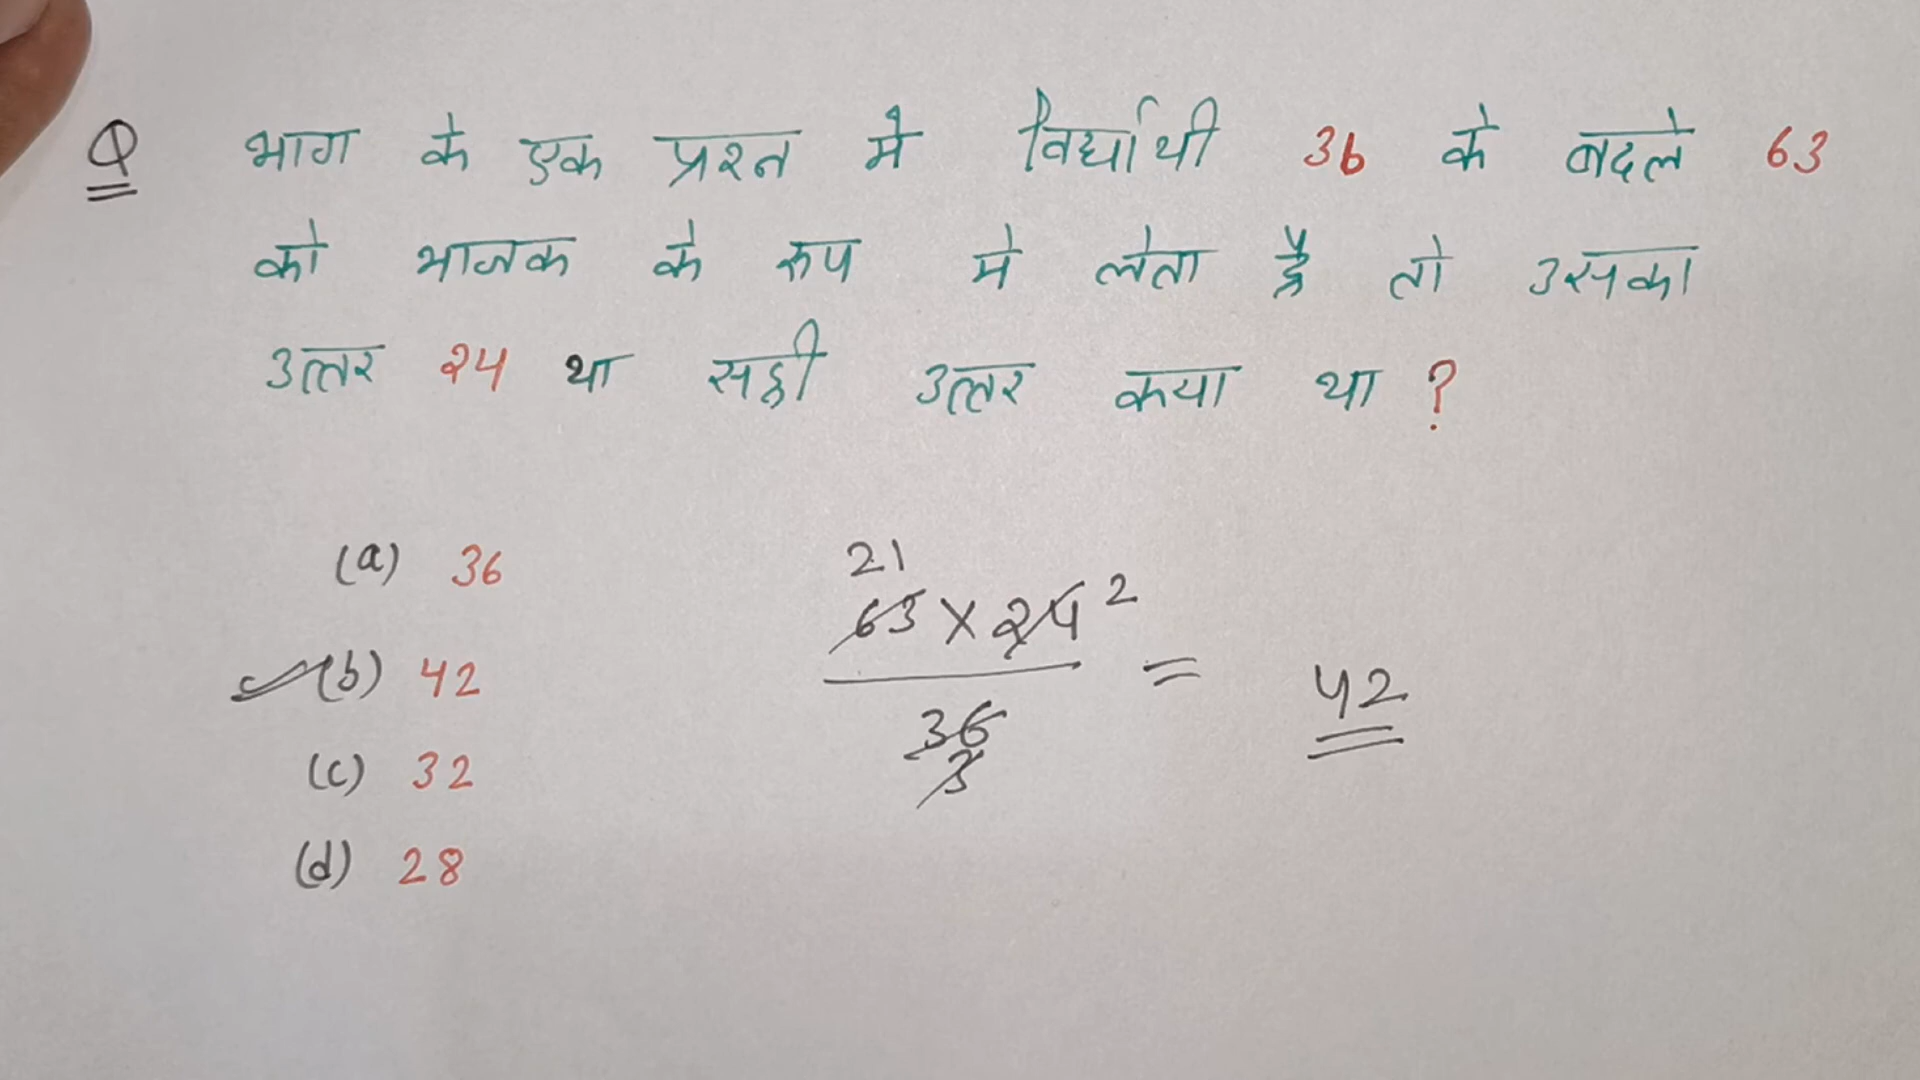 Q भाग के एक प्रश्न मे विर्धाथी 36 के बदले 63
को भाजक के रुप मे लेता है तो उसका
उत्तर 24 था सही उत्तर कया था ?
(a) 36
(b) 42
(c) 32
(d) 28
21
63 × 24 2
36 = 42
3